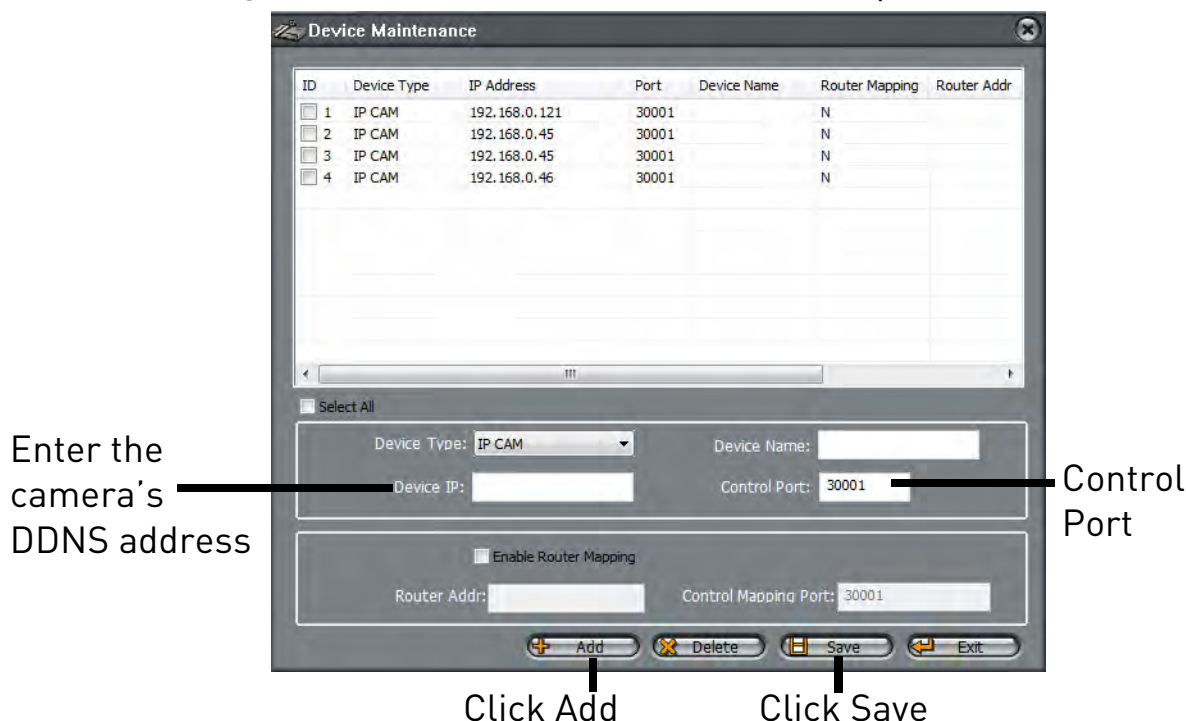 Device Maintenance
ID Device Type IP Address Port Device Name Router Mapping Router Addr
1 IP CAM 192.168.0.121 30001 N
2 IP CAM 192.168.0.45 30001 N
3 IP CAM 192.168.0.45 30001 N
4 IP CAM 192.168.0.46 30001 N
Select All
Device Type: IP CAM Device Name:
Device IP: Control Port: 30001
Enter the
camera's
DDNS address
Control
Port
Enable Router Mapping
Router Addr: Control Mapping Port: 30001
Add Delete Save Exit
Click Add Click Save